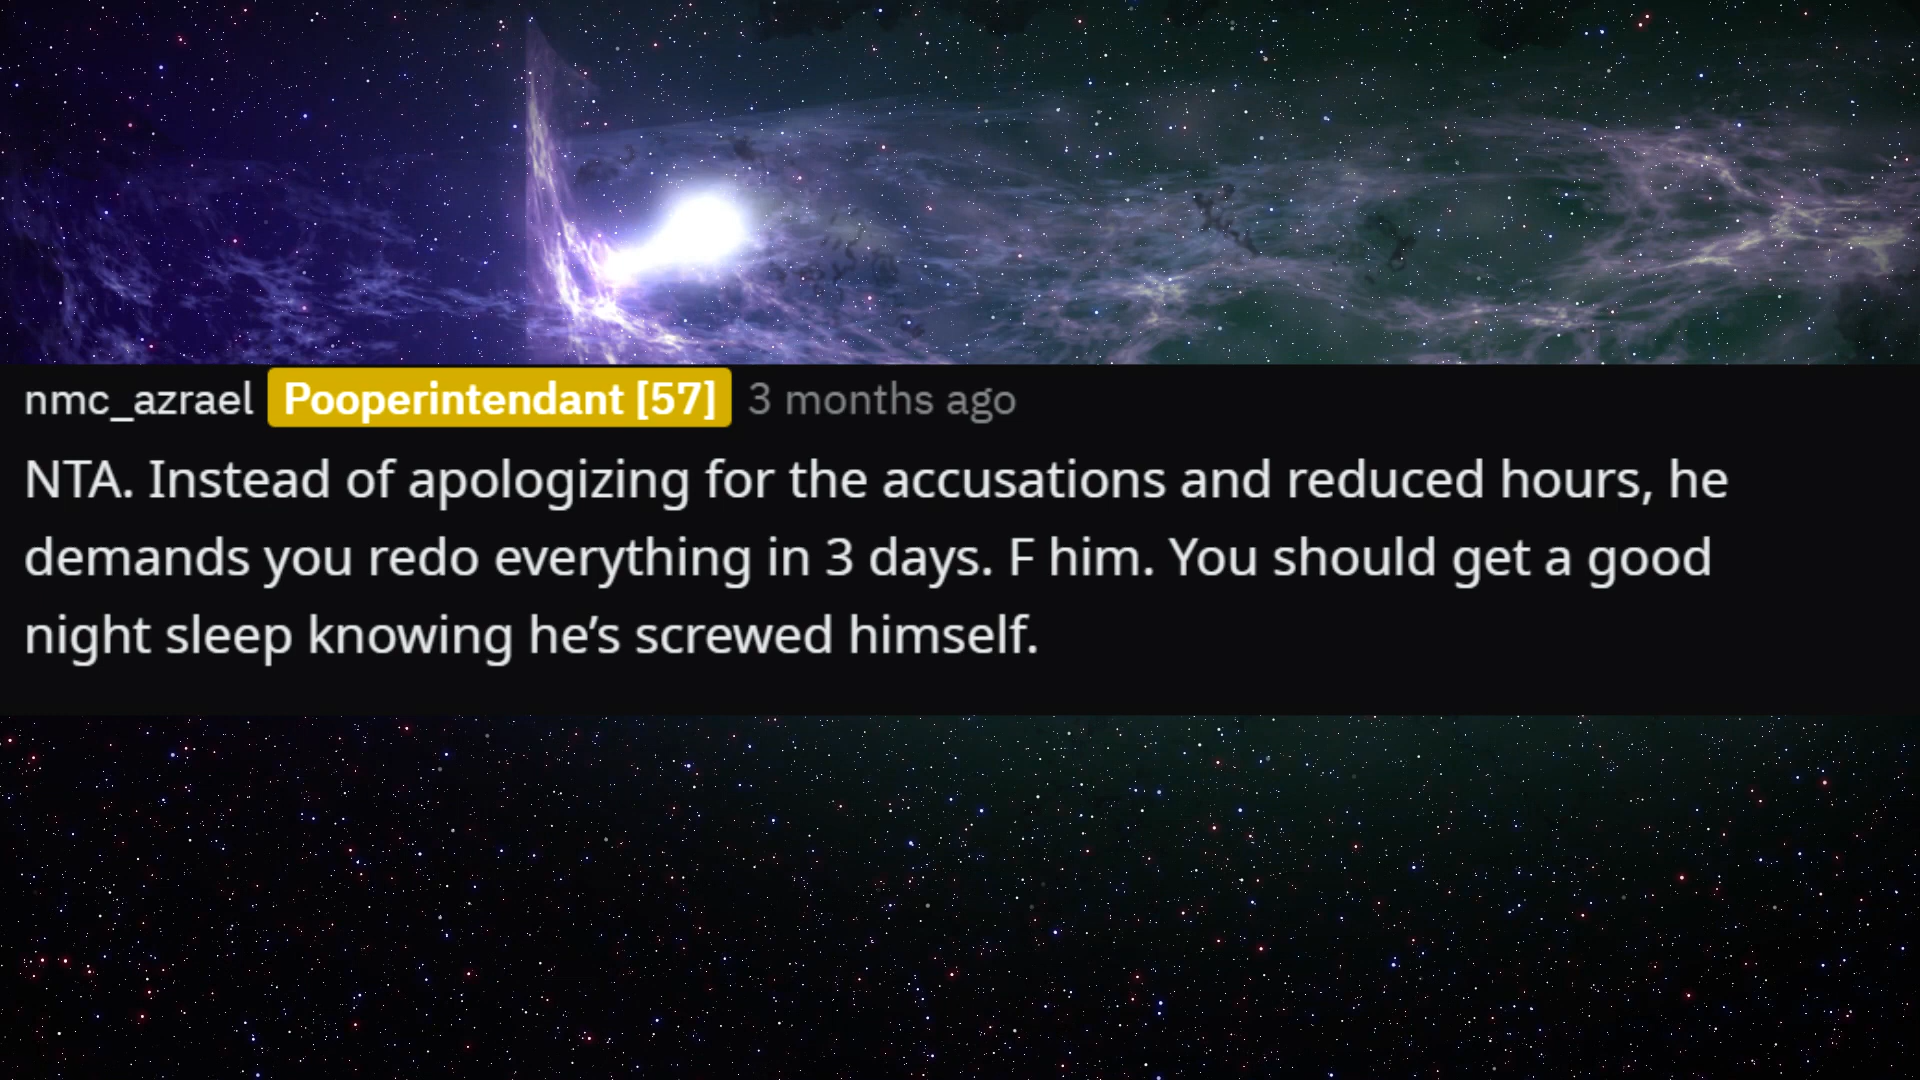 nmc_azrael Pooperintendant [57] 3 months ago
NTA. Instead of apologizing for the accusations and reduced hours, he
demands you redo everything in 3 days. F him. You should get a good
night sleep knowing he’s screwed himself.